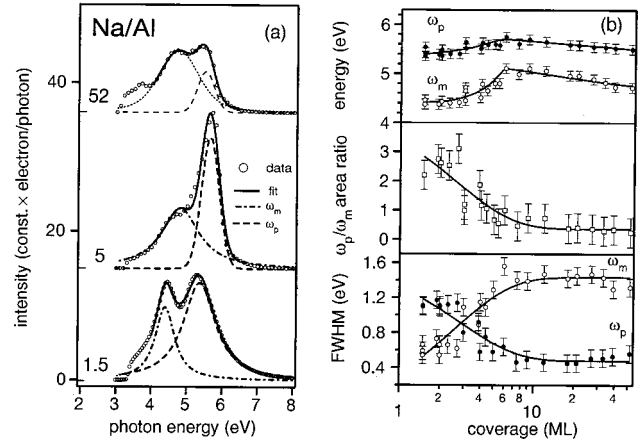 Na/Al
(a)
40
20
0
52
5
1.5
data
fit
ωm
ωp
intensity (const. × electron/photon)
2 3 4 5 6 7 8
photon energy (eV)
(b)
6
5
4
energy (eV)
ωp
ωm
3
2
1
0
ωp/ωm area ratio
1.6
1.2
0.8
0.4
FWHM (eV)
ωm
ωp
1 2 4 6 8 10 2 4
coverage (ML)